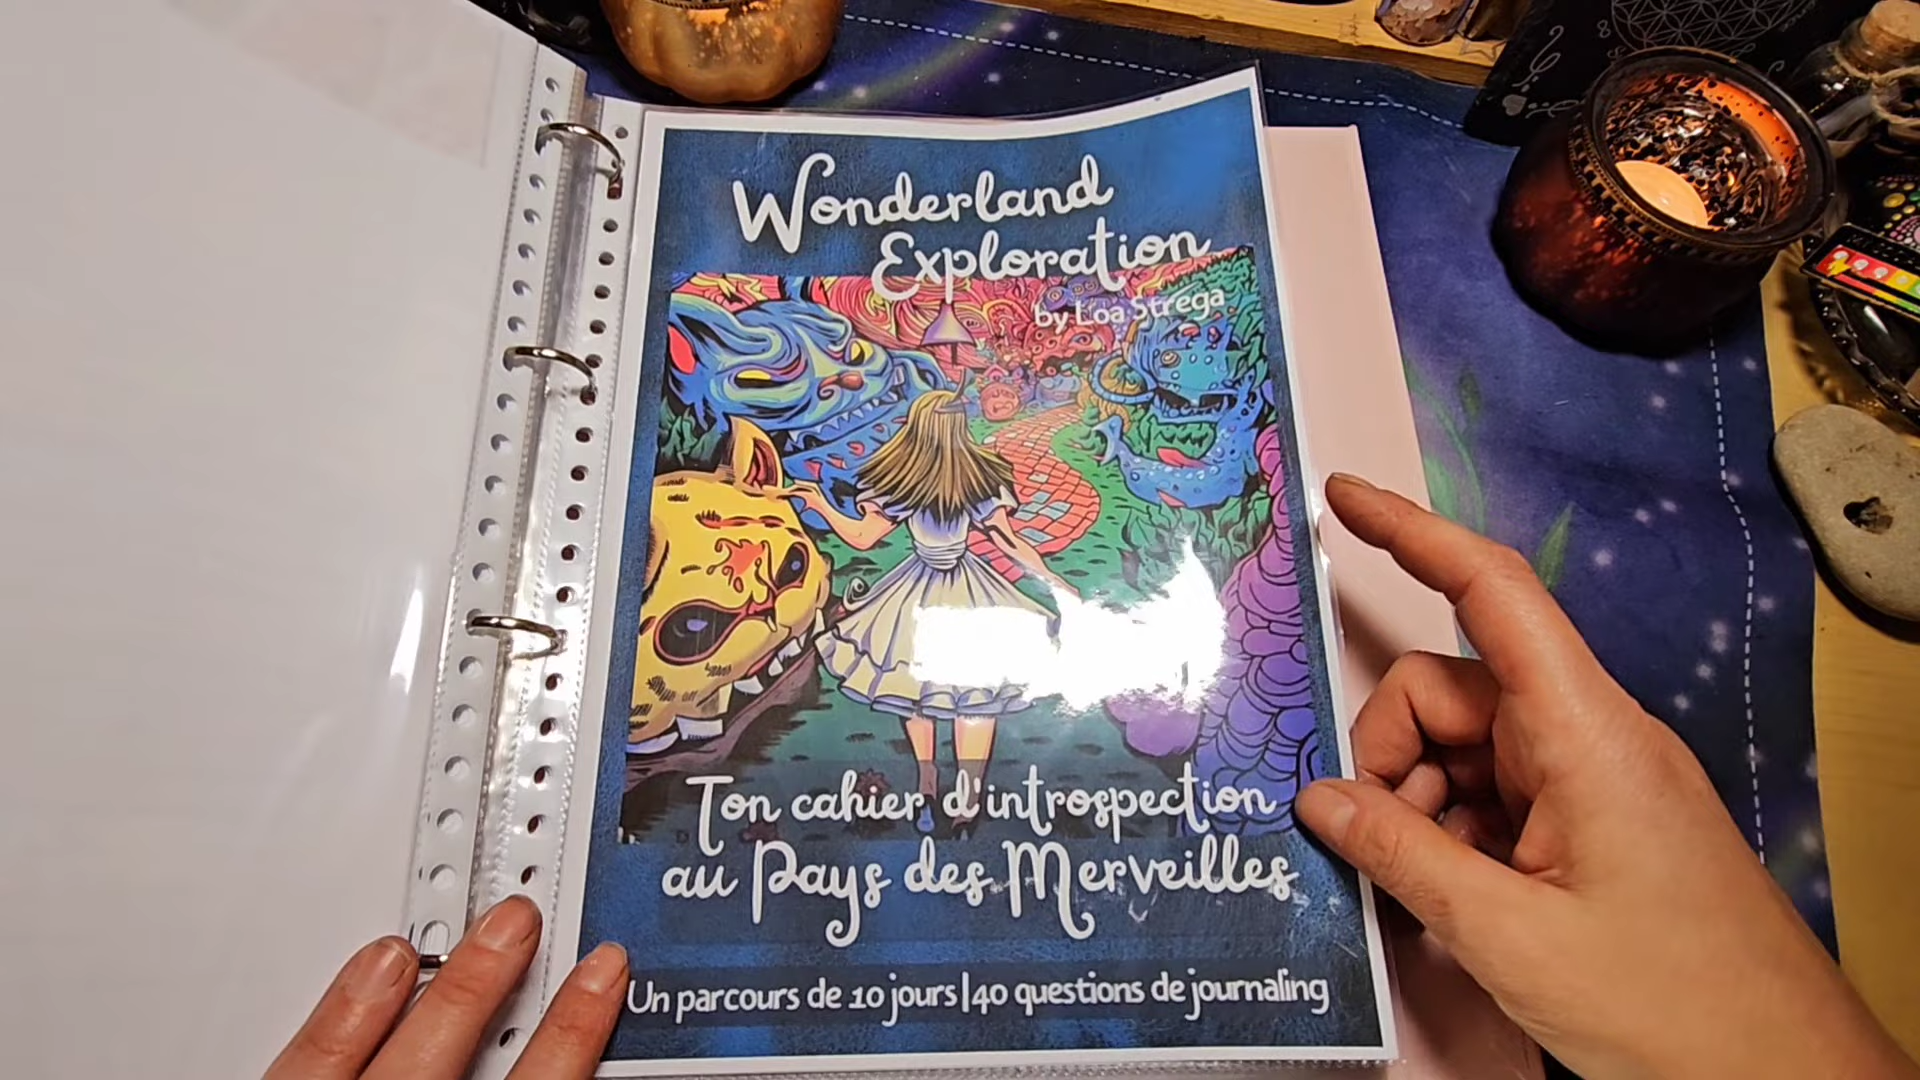 Wonderland
Exploration
by Loa Strega
Ton cahier d'introspection
au Pays des Merveilles
Un parcours de 10 jours|40 questions de journaling